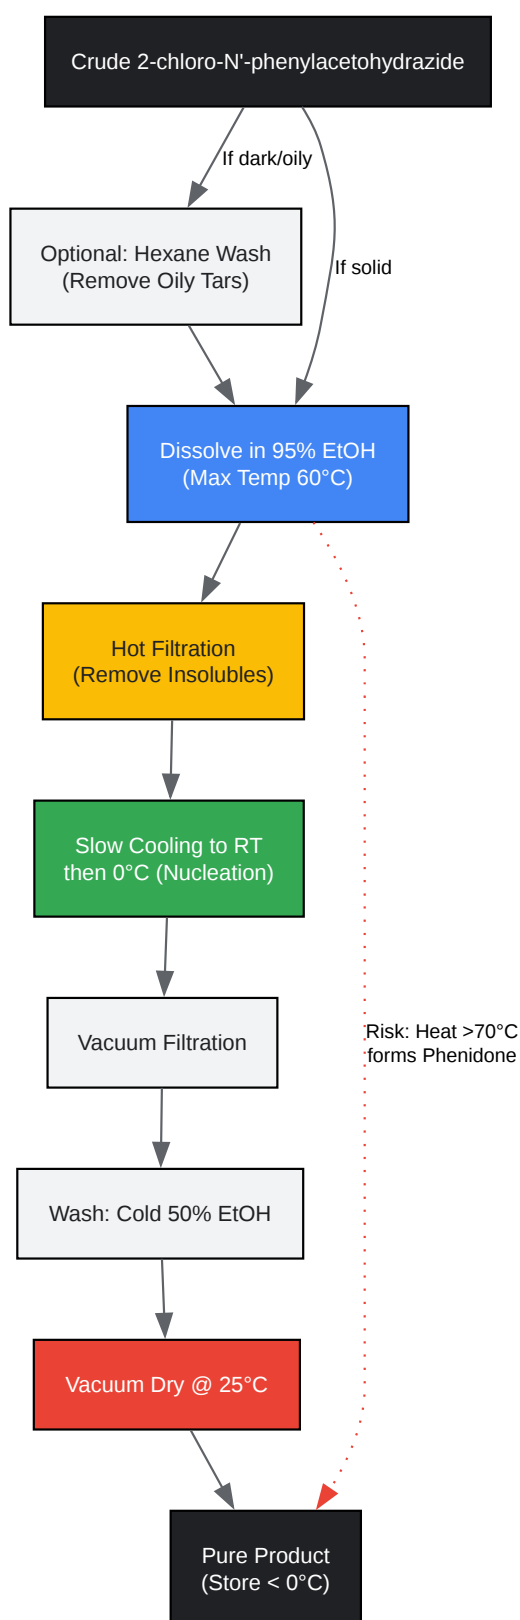 Crude 2-chloro-N'-phenylacetohydrazide
If dark/oily
Optional: Hexane Wash
(Remove Oily Tars)
If solid
Dissolve in 95% EtOH
(Max Temp 60°C)
Hot Filtration
(Remove Insolubles)
Slow Cooling to RT
then 0°C (Nucleation)
Vacuum Filtration
Risk: Heat >70°C
forms Phenidone
Wash: Cold 50% EtOH
Vacuum Dry @ 25°C
Pure Product
(Store < 0°C)